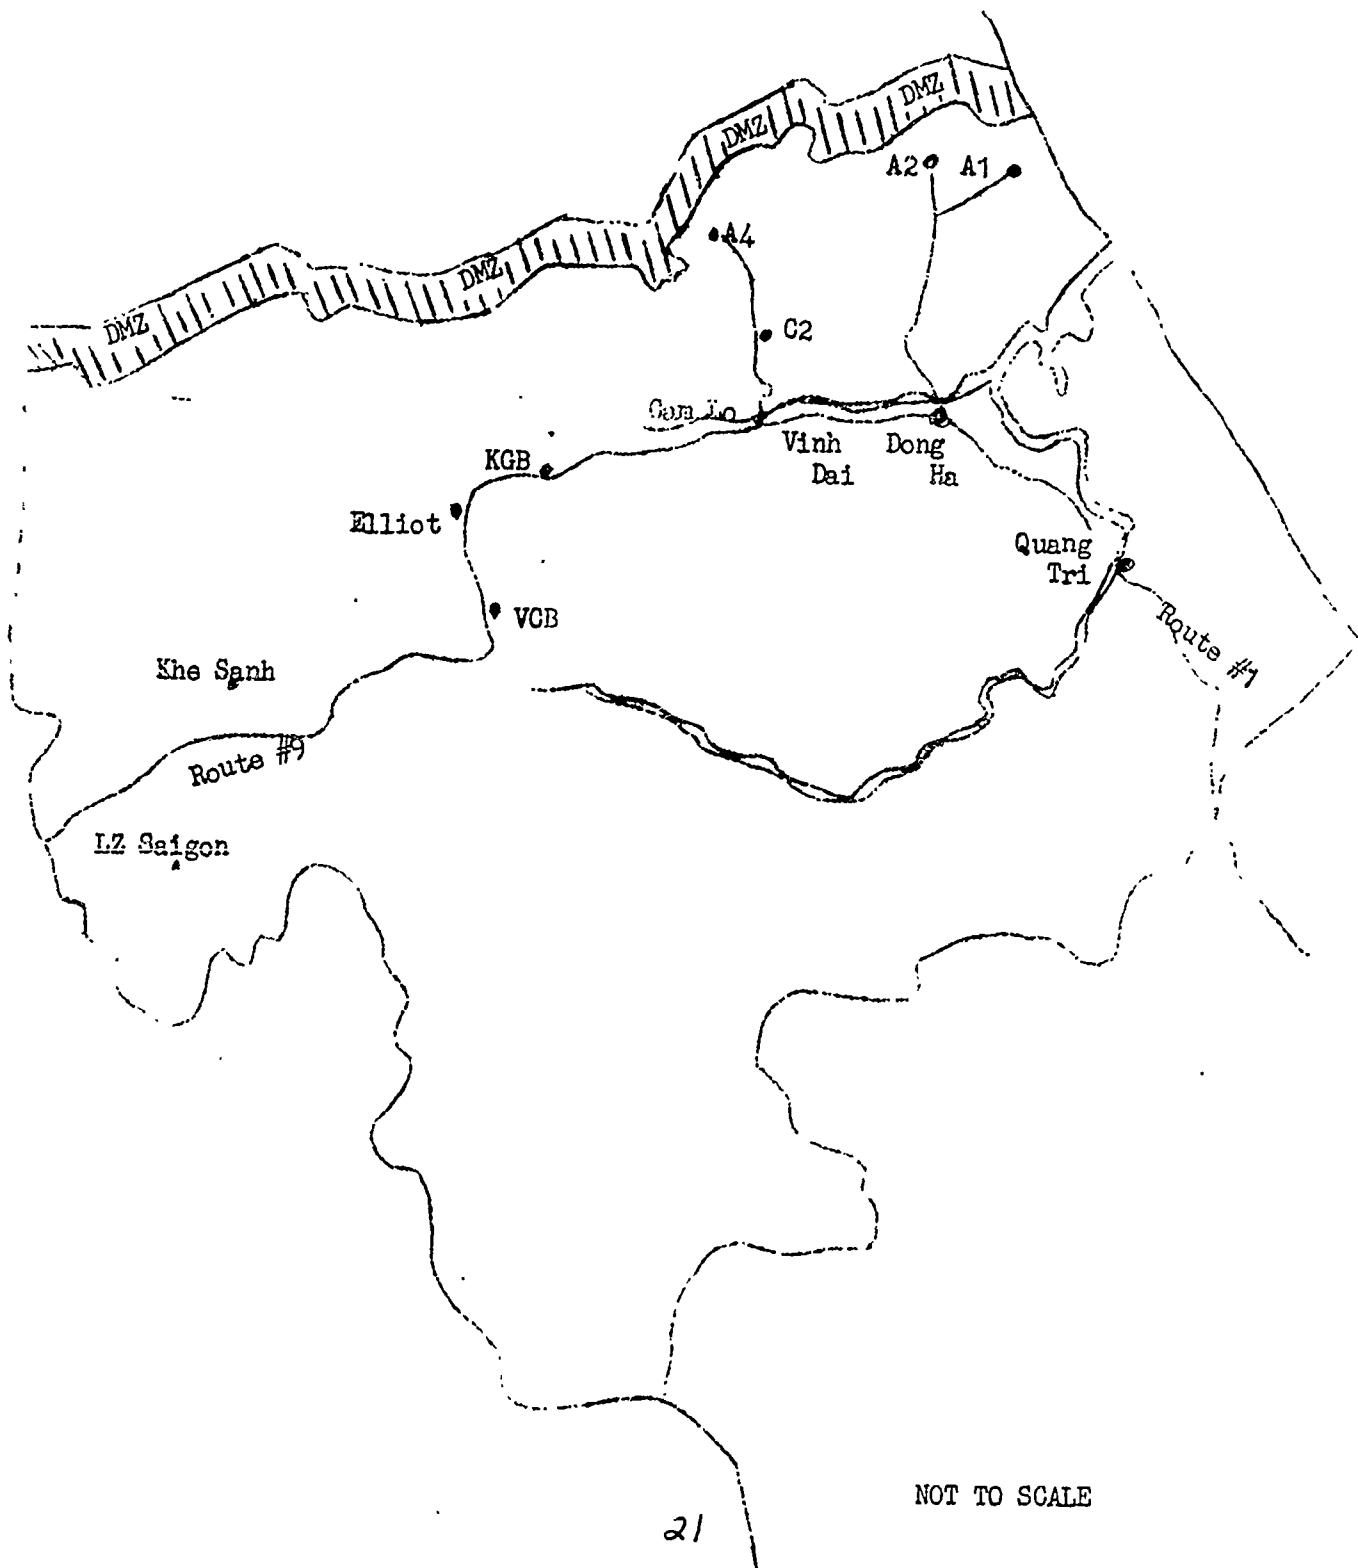 DMZ
DMZ
A2 A1
DMZ
A4
DMZ
C2
Cam Lo
Vinh
Dai
Dong
Ha
KGB
Elliot
Quang
Tri
VCB
Route #1
Khe Sanh
Route #9
LZ Saigon
NOT TO SCALE
21